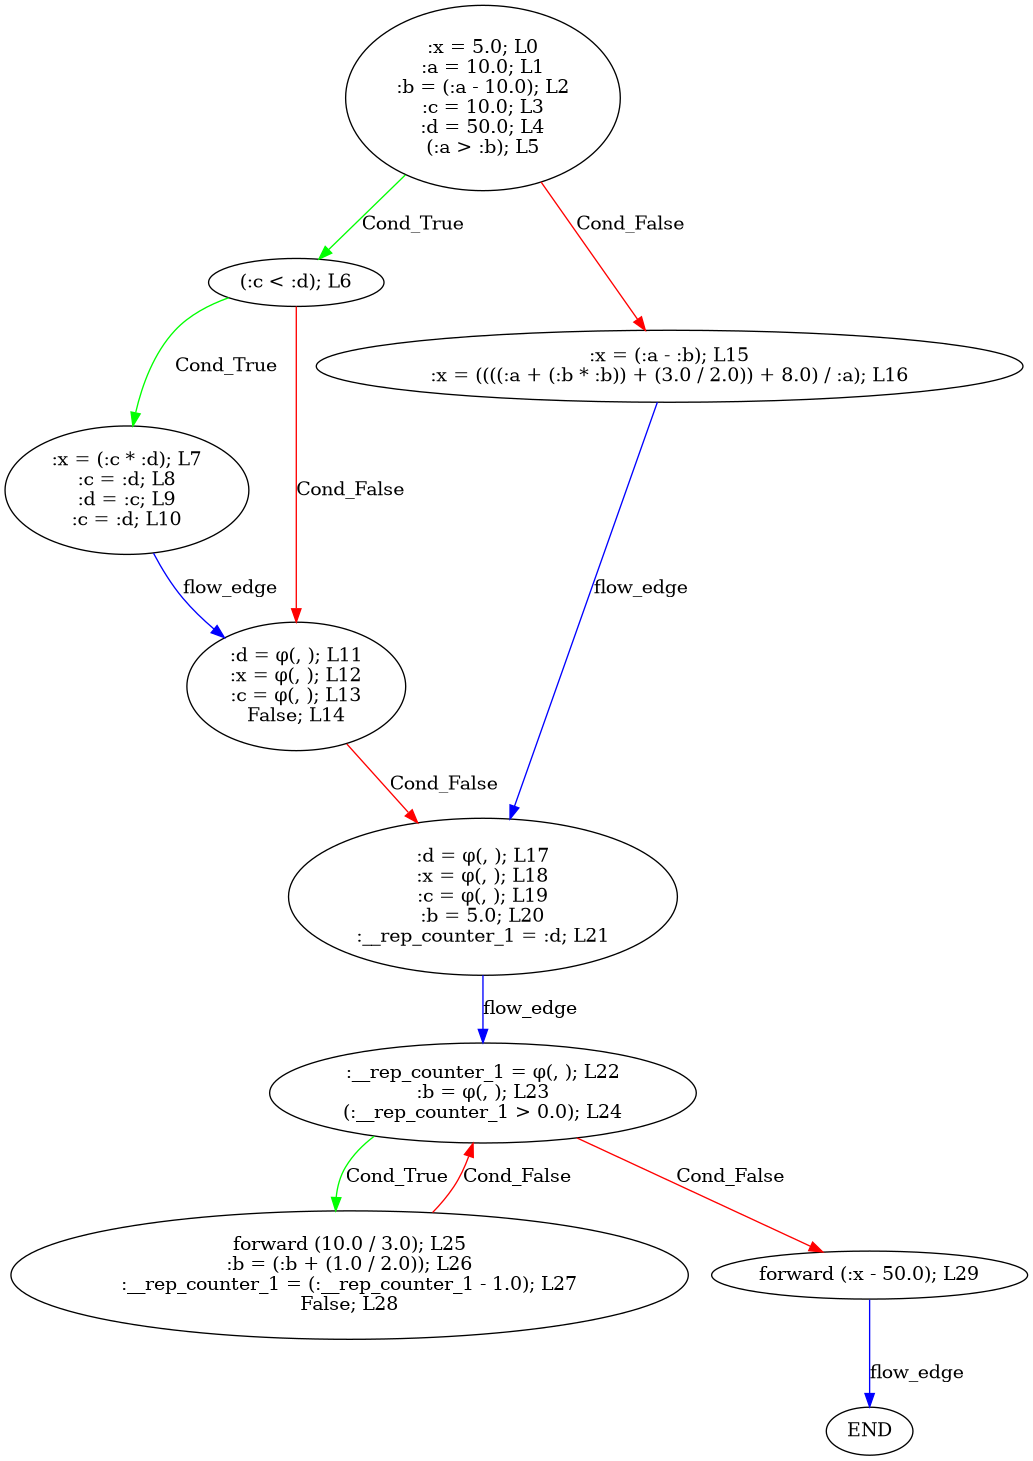 :x = 5.0; L0
:a = 10.0; L1
:b = (:a - 10.0); L2
:c = 10.0; L3
:d = 50.0; L4
(:a > :b); L5
Cond_True
Cond_False
(:c < :d); L6
Cond_True
:x = (:a - :b); L15
:x = ((((:a + (:b * :b)) + (3.0 / 2.0)) + 8.0) / :a); L16
:x = (:c * :d); L7
:c = :d; L8
:d = :c; L9
:c = :d; L10
Cond_False
flow_edge
flow_edge
:d = φ(, ); L11
:x = φ(, ); L12
:c = φ(, ); L13
False; L14
Cond_False
:d = φ(, ); L17
:x = φ(, ); L18
:c = φ(, ); L19
:b = 5.0; L20
:__rep_counter_1 = :d; L21
flow_edge
:__rep_counter_1 = φ(, ); L22
:b = φ(, ); L23
(:__rep_counter_1 > 0.0); L24
Cond_True
Cond_False
Cond_False
forward (10.0 / 3.0); L25
:b = (:b + (1.0 / 2.0)); L26
:__rep_counter_1 = (:__rep_counter_1 - 1.0); L27
False; L28
forward (:x - 50.0); L29
flow_edge
END